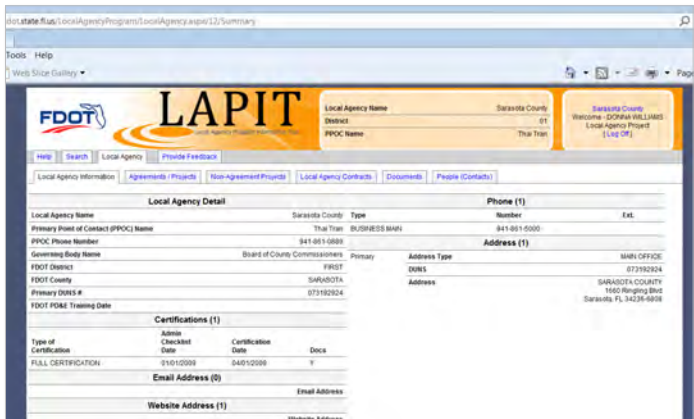 dot.state.fl.us/LocalAgencyProgram/LocalAgency.aspx/12/Summary
Tools Help
Web Slice Gallery
Page
FDOT
LAPIT
Local Agency Program Information Tool
Local Agency Name Sarasota County
District 01
PPOC Name Thai Tran
Sarasota County
Welcome - DONNA WILLIAMS
Local Agency Project
[ Log Off ]
Help Search Local Agency Provide Feedback
Local Agency Information Agreements / Projects Non-Agreement Projects Local Agency Contracts Documents People (Contacts)
Local Agency Detail
Local Agency Name Sarasota County
Primary Point of Contact (PPOC) Name Thai Tran
PPOC Phone Number 941-861-0889
Governing Body Name Board of County Commissioners
FDOT District FIRST
FDOT County SARASOTA
Primary DUNS # 073192924
FDOT PD&E Training Date
Certifications (1)
Type of Certification Admin Checklist Date Certification Date Docs
FULL CERTIFICATION 01/01/2009 04/01/2009 Y
Email Address (0)
Email Address
Website Address (1)
Website Address
Phone (1)
Type Number Ext.
BUSINESS MAIN 941-861-5000
Address (1)
Primary Address Type MAIN OFFICE
DUNS 073192924
Address SARASOTA COUNTY
1660 Ringling Blvd
Sarasota, FL 34236-6808